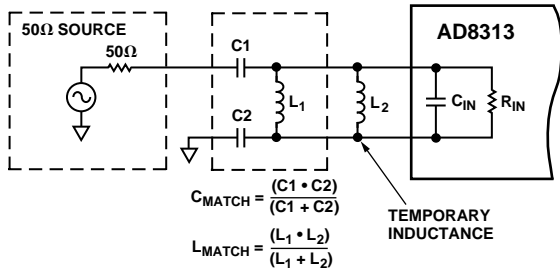 50Ω SOURCE
50Ω
C1
C2
L1
L2
AD8313
CIN
RIN
CMATCH = (C1 • C2) / (C1 + C2)
LMATCH = (L1 • L2) / (L1 + L2)
TEMPORARY
INDUCTANCE